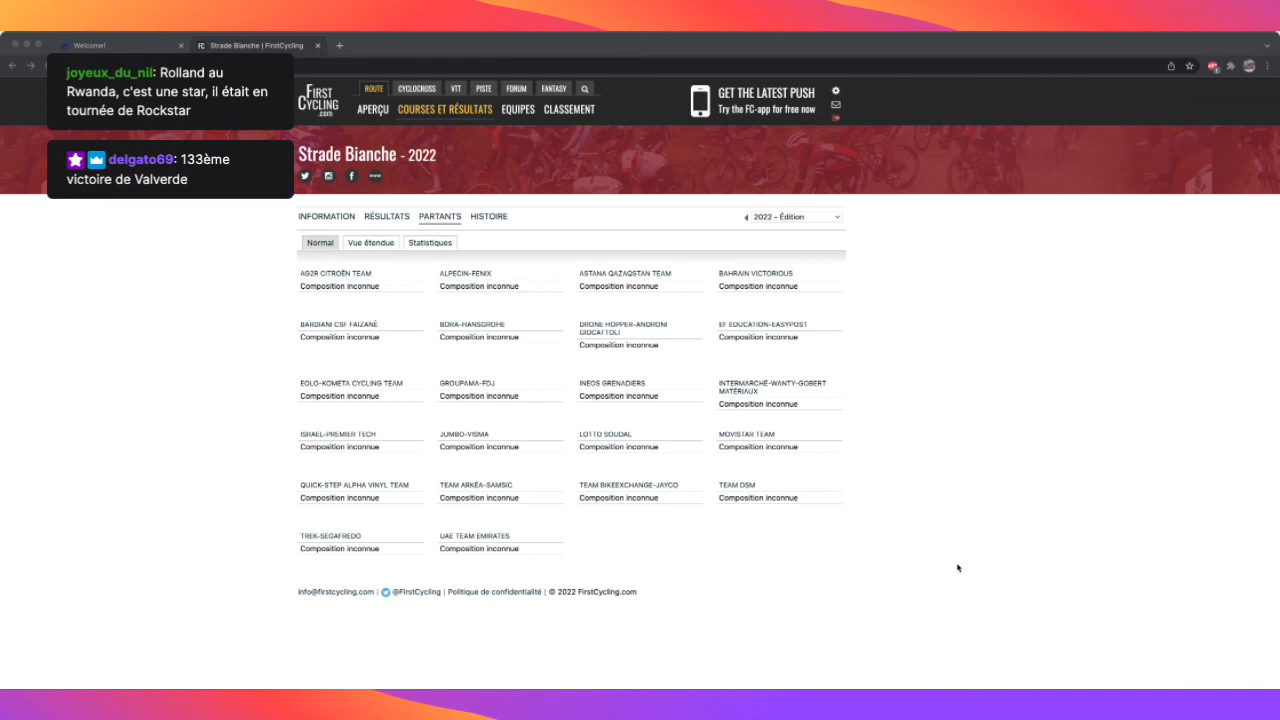 Welcome!
Strade Bianche | FirstCycling
joyeux_du_nil: Rolland au
Rwanda, c'est une star, il était en
tournée de Rockstar
delgato69: 133ème
victoire de Valverde
FIRST
CYCLING
.com
ROUTE CYCLOCROSS VTT PISTE FORUM FANTASY
APERÇU COURSES ET RÉSULTATS EQUIPES CLASSEMENT
GET THE LATEST PUSH
Try the FC-app for free now
Strade Bianche - 2022
www
INFORMATION RÉSULTATS PARTANTS HISTOIRE
2022 - Édition
Normal Vue étendue Statistiques
AG2R CITROËN TEAM ALPECIN-FENIX ASTANA QAZAQSTAN TEAM BAHRAIN VICTORIOUS
Composition inconnue Composition inconnue Composition inconnue Composition inconnue
BARDIANI CSF FAIZANÈ BORA-HANSGROHE DRONE HOPPER-ANDRONI EF EDUCATION-EASYPOST
GIOCATTOLI
Composition inconnue Composition inconnue Composition inconnue Composition inconnue
EOLO-KOMETA CYCLING TEAM GROUPAMA-FDJ INEOS GRENADIERS INTERMARCHÉ-WANTY-GOBERT
MATÉRIAUX
Composition inconnue Composition inconnue Composition inconnue Composition inconnue
ISRAEL-PREMIER TECH JUMBO-VISMA LOTTO SOUDAL MOVISTAR TEAM
Composition inconnue Composition inconnue Composition inconnue Composition inconnue
QUICK-STEP ALPHA VINYL TEAM TEAM ARKÉA-SAMSIC TEAM BIKEEXCHANGE-JAYCO TEAM DSM
Composition inconnue Composition inconnue Composition inconnue Composition inconnue
TREK-SEGAFREDO UAE TEAM EMIRATES
Composition inconnue Composition inconnue
info@firstcycling.com | @FirstCycling | Politique de confidentialité | © 2022 FirstCycling.com